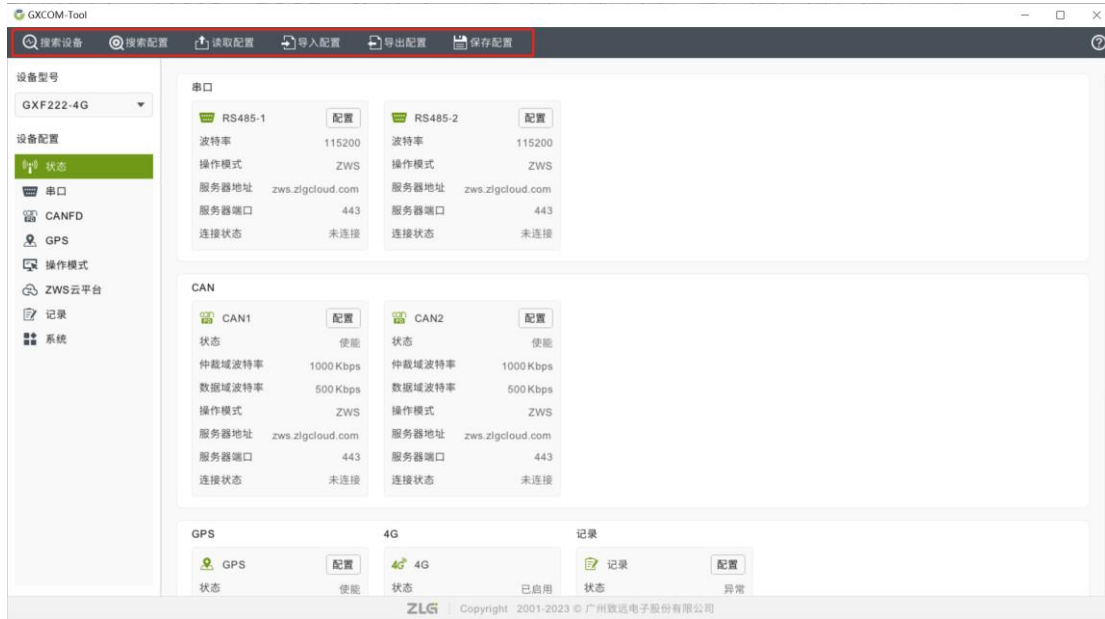 GXCOM-Tool
搜索设备 搜索配置 读取配置 导入配置 导出配置 保存配置
设备型号
GXF222-4G
设备配置
状态
串口
CANFD
GPS
操作模式
ZWS云平台
记录
系统
串口
RS485-1 配置
波特率 115200
操作模式 ZWS
服务器地址 zws.zlgcloud.com
服务器端口 443
连接状态 未连接
RS485-2 配置
波特率 115200
操作模式 ZWS
服务器地址 zws.zlgcloud.com
服务器端口 443
连接状态 未连接
CAN
CAN1 配置
状态 使能
仲裁域波特率 1000 Kbps
数据域波特率 500 Kbps
操作模式 ZWS
服务器地址 zws.zlgcloud.com
服务器端口 443
连接状态 未连接
CAN2 配置
状态 使能
仲裁域波特率 1000 Kbps
数据域波特率 500 Kbps
操作模式 ZWS
服务器地址 zws.zlgcloud.com
服务器端口 443
连接状态 未连接
GPS
GPS 配置
状态 使能
4G
4G 4G
状态 已启用
记录
记录 配置
状态 异常
ZLG Copyright 2001-2023 © 广州致远电子股份有限公司